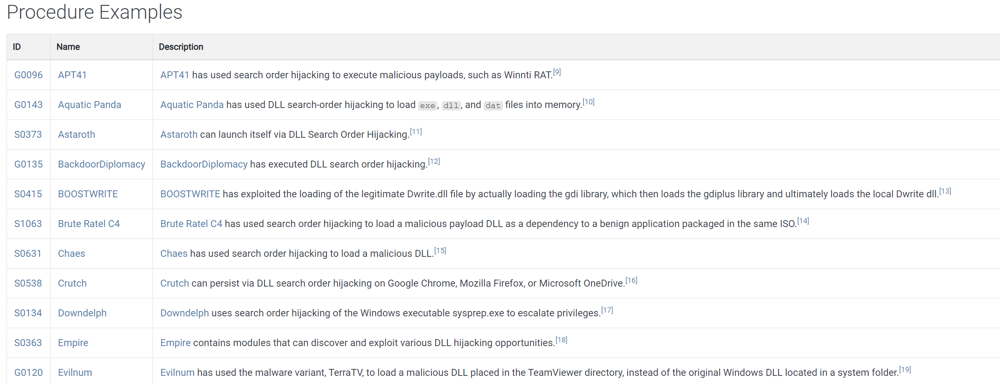 Procedure Examples
ID Name Description
G0096 APT41 APT41 has used search order hijacking to execute malicious payloads, such as Winnti RAT.[9]
G0143 Aquatic Panda Aquatic Panda has used DLL search-order hijacking to load exe, dll, and dat files into memory.[10]
S0373 Astaroth Astaroth can launch itself via DLL Search Order Hijacking.[11]
G0135 BackdoorDiplomacy BackdoorDiplomacy has executed DLL search order hijacking.[12]
S0415 BOOSTWRITE BOOSTWRITE has exploited the loading of the legitimate Dwrite.dll file by actually loading the gdi library, which then loads the gdiplus library and ultimately loads the local Dwrite dll.[13]
S1063 Brute Ratel C4 Brute Ratel C4 has used search order hijacking to load a malicious payload DLL as a dependency to a benign application packaged in the same ISO.[14]
S0631 Chaes Chaes has used search order hijacking to load a malicious DLL.[15]
S0538 Crutch Crutch can persist via DLL search order hijacking on Google Chrome, Mozilla Firefox, or Microsoft OneDrive.[16]
S0134 Downdelph Downdelph uses search order hijacking of the Windows executable sysprep.exe to escalate privileges.[17]
S0363 Empire Empire contains modules that can discover and exploit various DLL hijacking opportunities.[18]
G0120 Evilnum Evilnum has used the malware variant, TerraTV, to load a malicious DLL placed in the TeamViewer directory, instead of the original Windows DLL located in a system folder.[19]